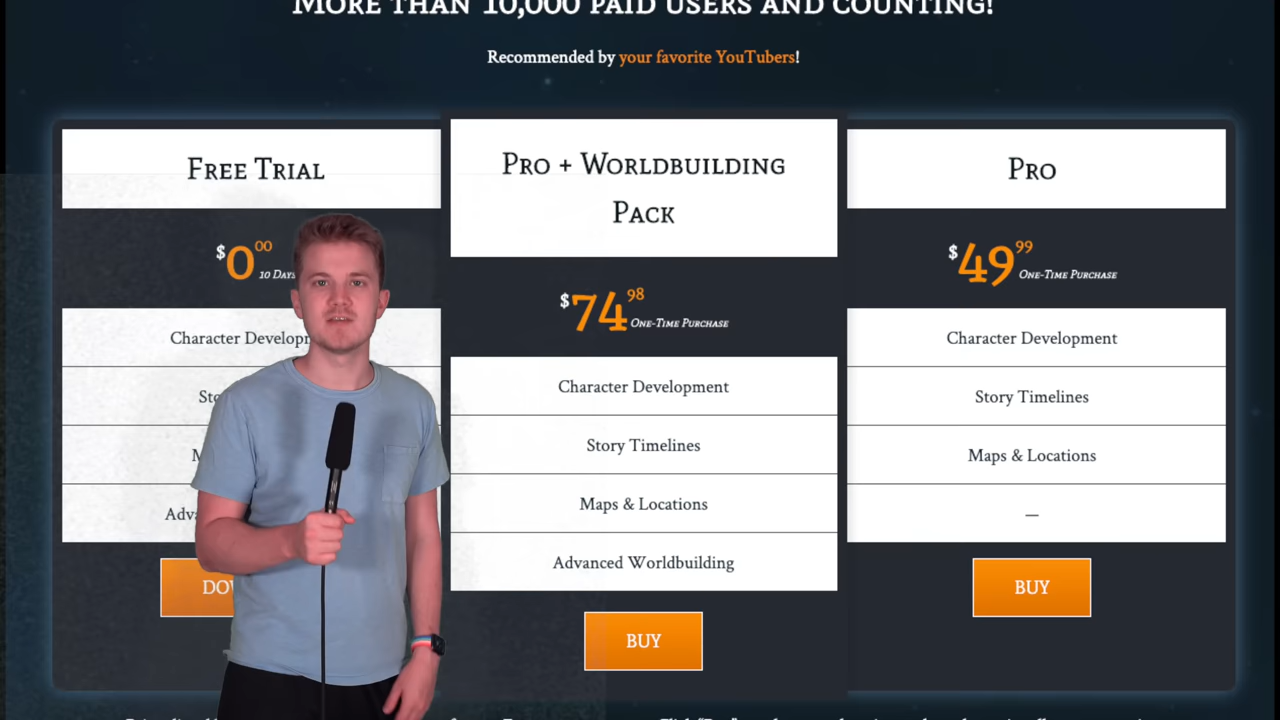 MORE THAN 10,000 PAID USERS AND COUNTING!
Recommended by your favorite YouTubers!
FREE TRIAL
$0 00
10 DAYS
Character
PRO + WORLDBUILDING
PACK
$74 98
ONE-TIME PURCHASE
Character Development
Story Timelines
Maps & Locations
Advanced Worldbuilding
BUY
PRO
$49 99
ONE-TIME PURCHASE
Character Development
Story Timelines
Maps & Locations
—
BUY